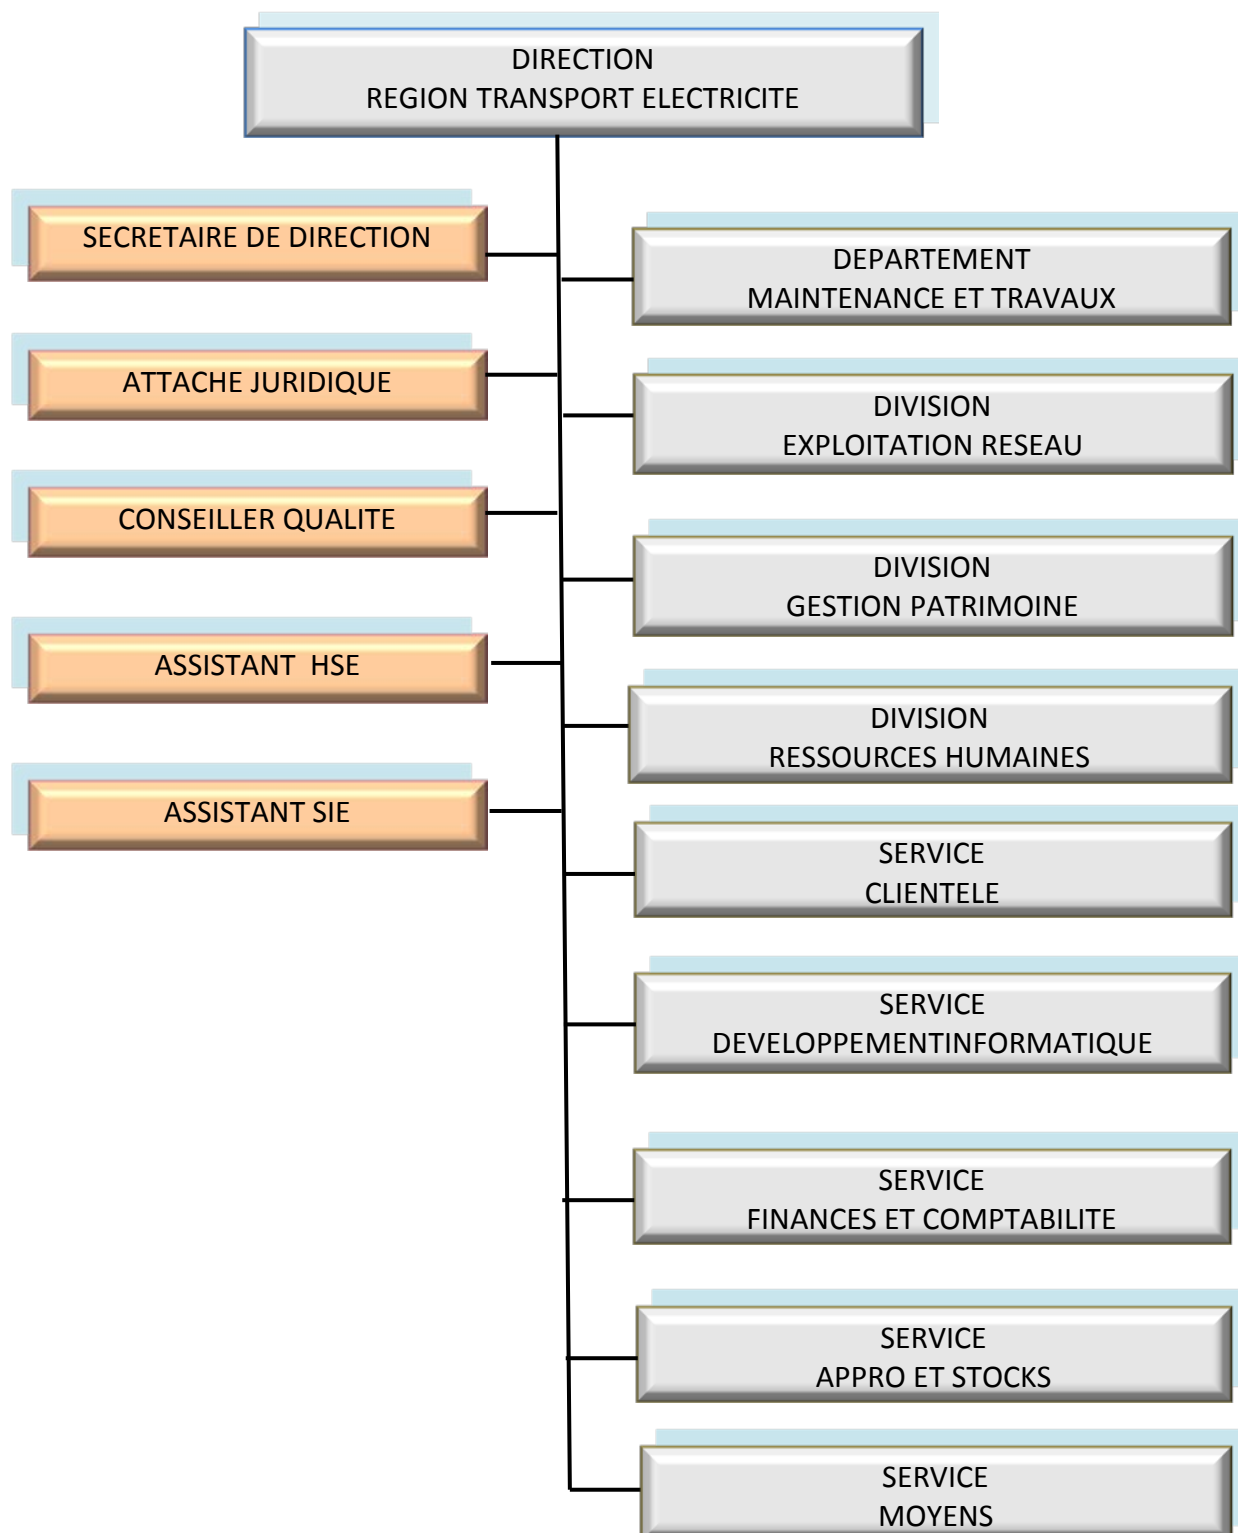 DIRECTION
REGION TRANSPORT ELECTRICITE
SECRETAIRE DE DIRECTION
ATTACHE JURIDIQUE
CONSEILLER QUALITE
ASSISTANT HSE
ASSISTANT SIE
DEPARTEMENT
MAINTENANCE ET TRAVAUX
DIVISION
EXPLOITATION RESEAU
DIVISION
GESTION PATRIMOINE
DIVISION
RESSOURCES HUMAINES
SERVICE
CLIENTELE
SERVICE
DEVELOPPEMENTINFORMATIQUE
SERVICE
FINANCES ET COMPTABILITE
SERVICE
APPRO ET STOCKS
SERVICE
MOYENS